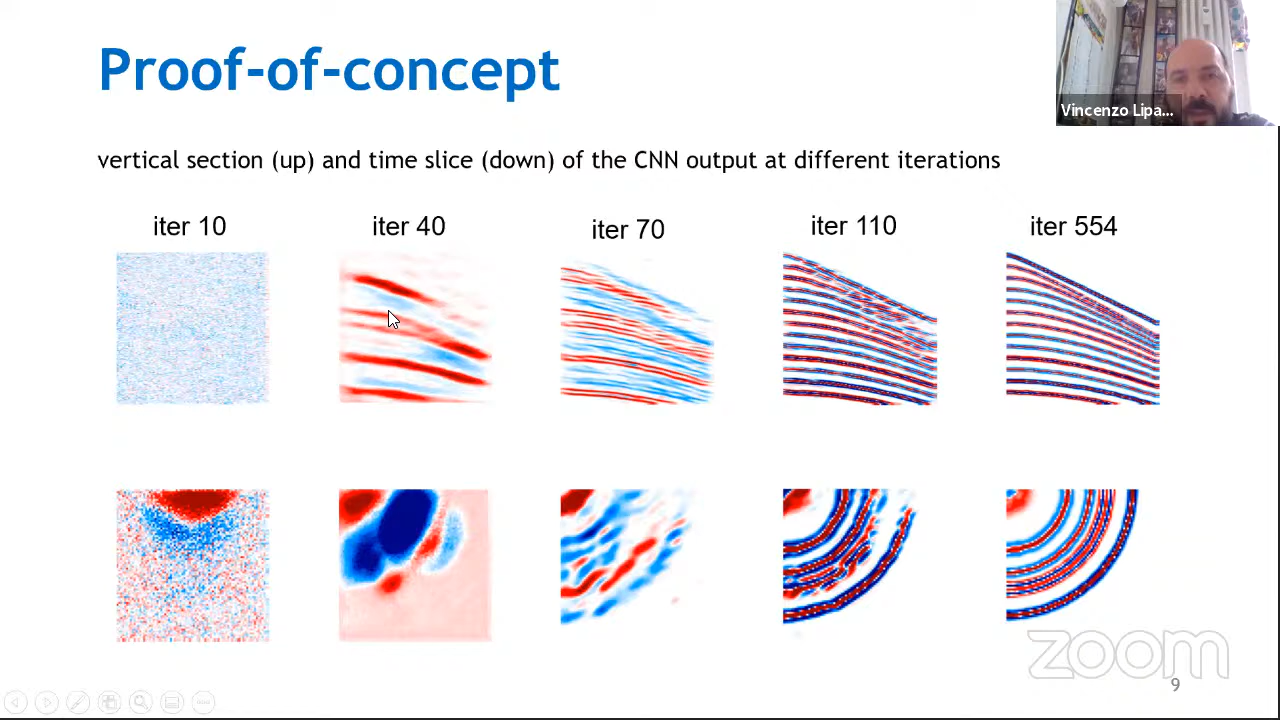 Proof-of-concept
Vincenzo Lipa...
vertical section (up) and time slice (down) of the CNN output at different iterations
iter 10
iter 40
iter 70
iter 110
iter 554
zoom
9